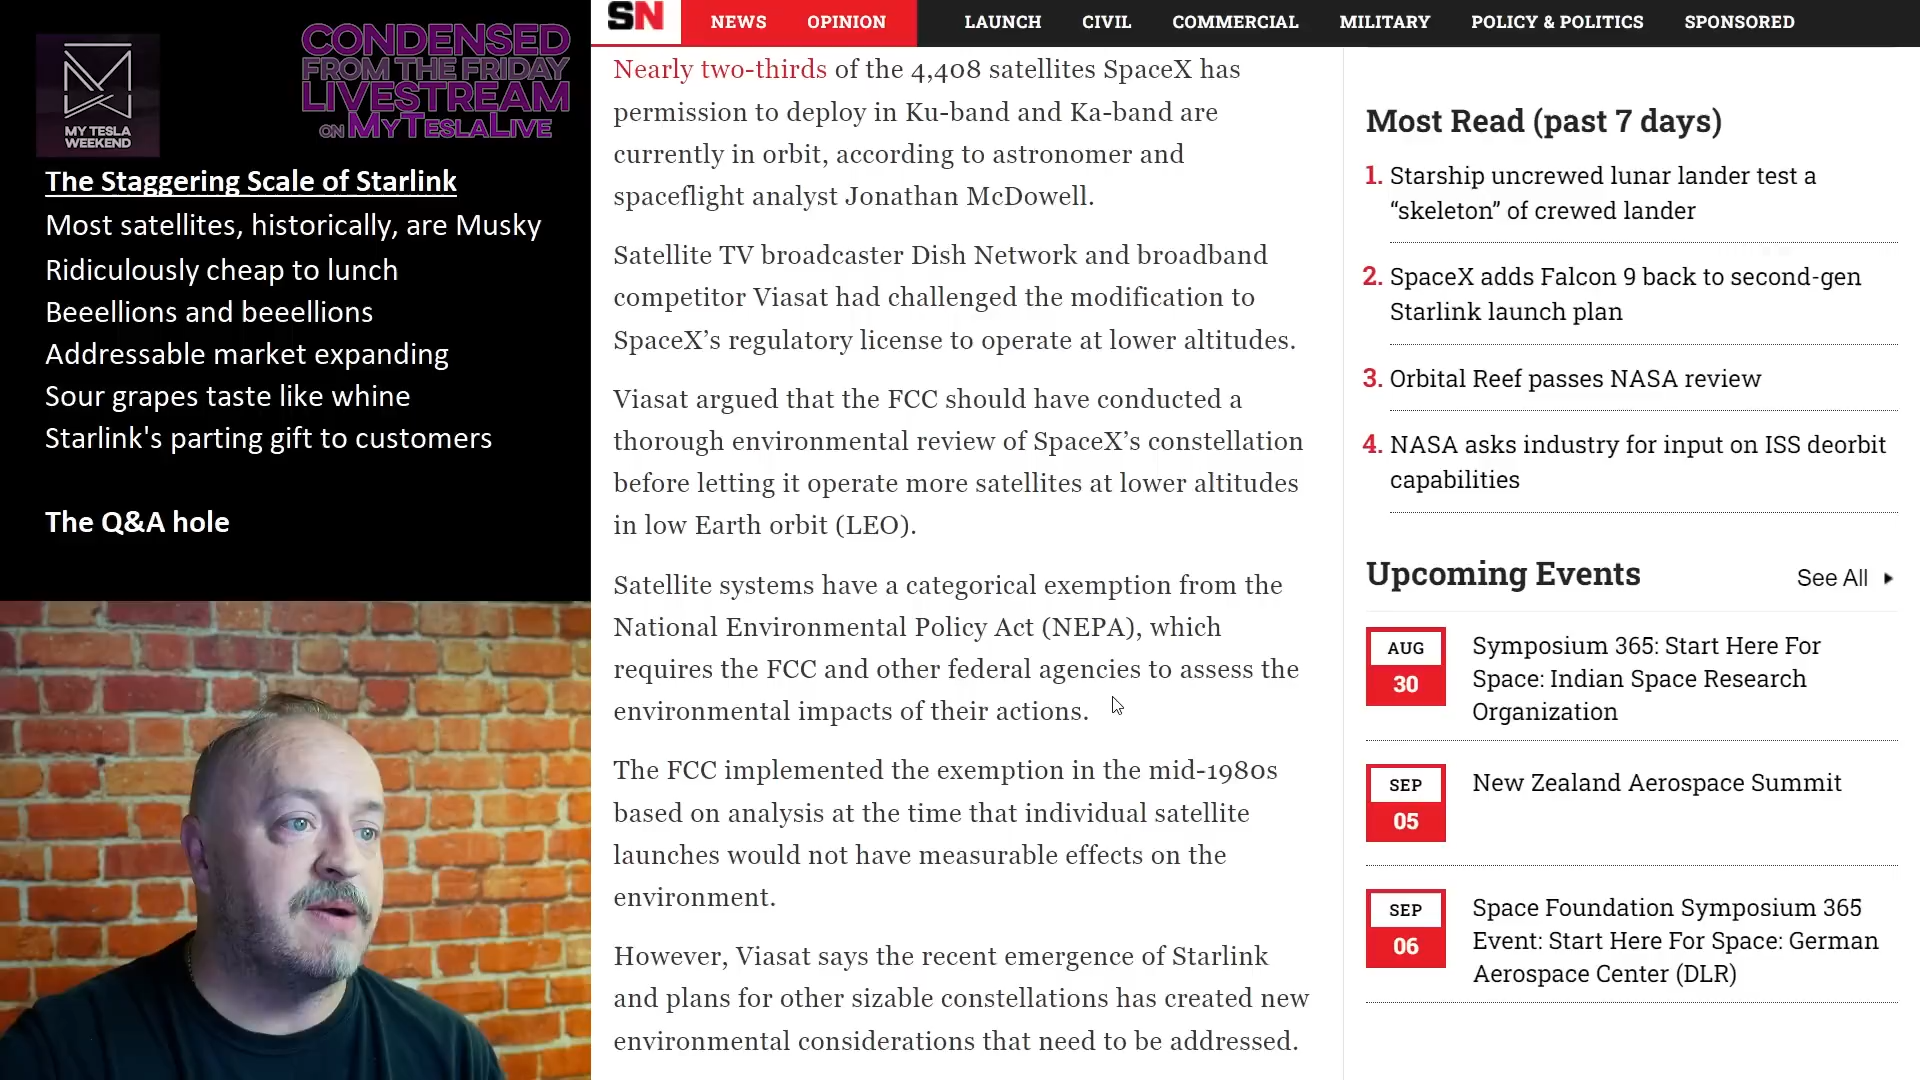 MY TESLA
WEEKEND
CONDENSED
FROM THE FRIDAY
LIVESTREAM
ON MYTESLALIVE
The Staggering Scale of Starlink
Most satellites, historically, are Musky
Ridiculously cheap to lunch
Beeellions and beeellions
Addressable market expanding
Sour grapes taste like whine
Starlink's parting gift to customers
The Q&A hole
SN
NEWS OPINION LAUNCH CIVIL COMMERCIAL MILITARY POLICY & POLITICS SPONSORED
Nearly two-thirds of the 4,408 satellites SpaceX has
permission to deploy in Ku-band and Ka-band are
currently in orbit, according to astronomer and
spaceflight analyst Jonathan McDowell.
Satellite TV broadcaster Dish Network and broadband
competitor Viasat had challenged the modification to
SpaceX’s regulatory license to operate at lower altitudes.
Viasat argued that the FCC should have conducted a
thorough environmental review of SpaceX’s constellation
before letting it operate more satellites at lower altitudes
in low Earth orbit (LEO).
Satellite systems have a categorical exemption from the
National Environmental Policy Act (NEPA), which
requires the FCC and other federal agencies to assess the
environmental impacts of their actions.
The FCC implemented the exemption in the mid-1980s
based on analysis at the time that individual satellite
launches would not have measurable effects on the
environment.
However, Viasat says the recent emergence of Starlink
and plans for other sizable constellations has created new
environmental considerations that need to be addressed.
Most Read (past 7 days)
1. Starship uncrewed lunar lander test a
“skeleton” of crewed lander
2. SpaceX adds Falcon 9 back to second-gen
Starlink launch plan
3. Orbital Reef passes NASA review
4. NASA asks industry for input on ISS deorbit
capabilities
Upcoming Events
See All
AUG
30
Symposium 365: Start Here For
Space: Indian Space Research
Organization
SEP
05
New Zealand Aerospace Summit
SEP
06
Space Foundation Symposium 365
Event: Start Here For Space: German
Aerospace Center (DLR)